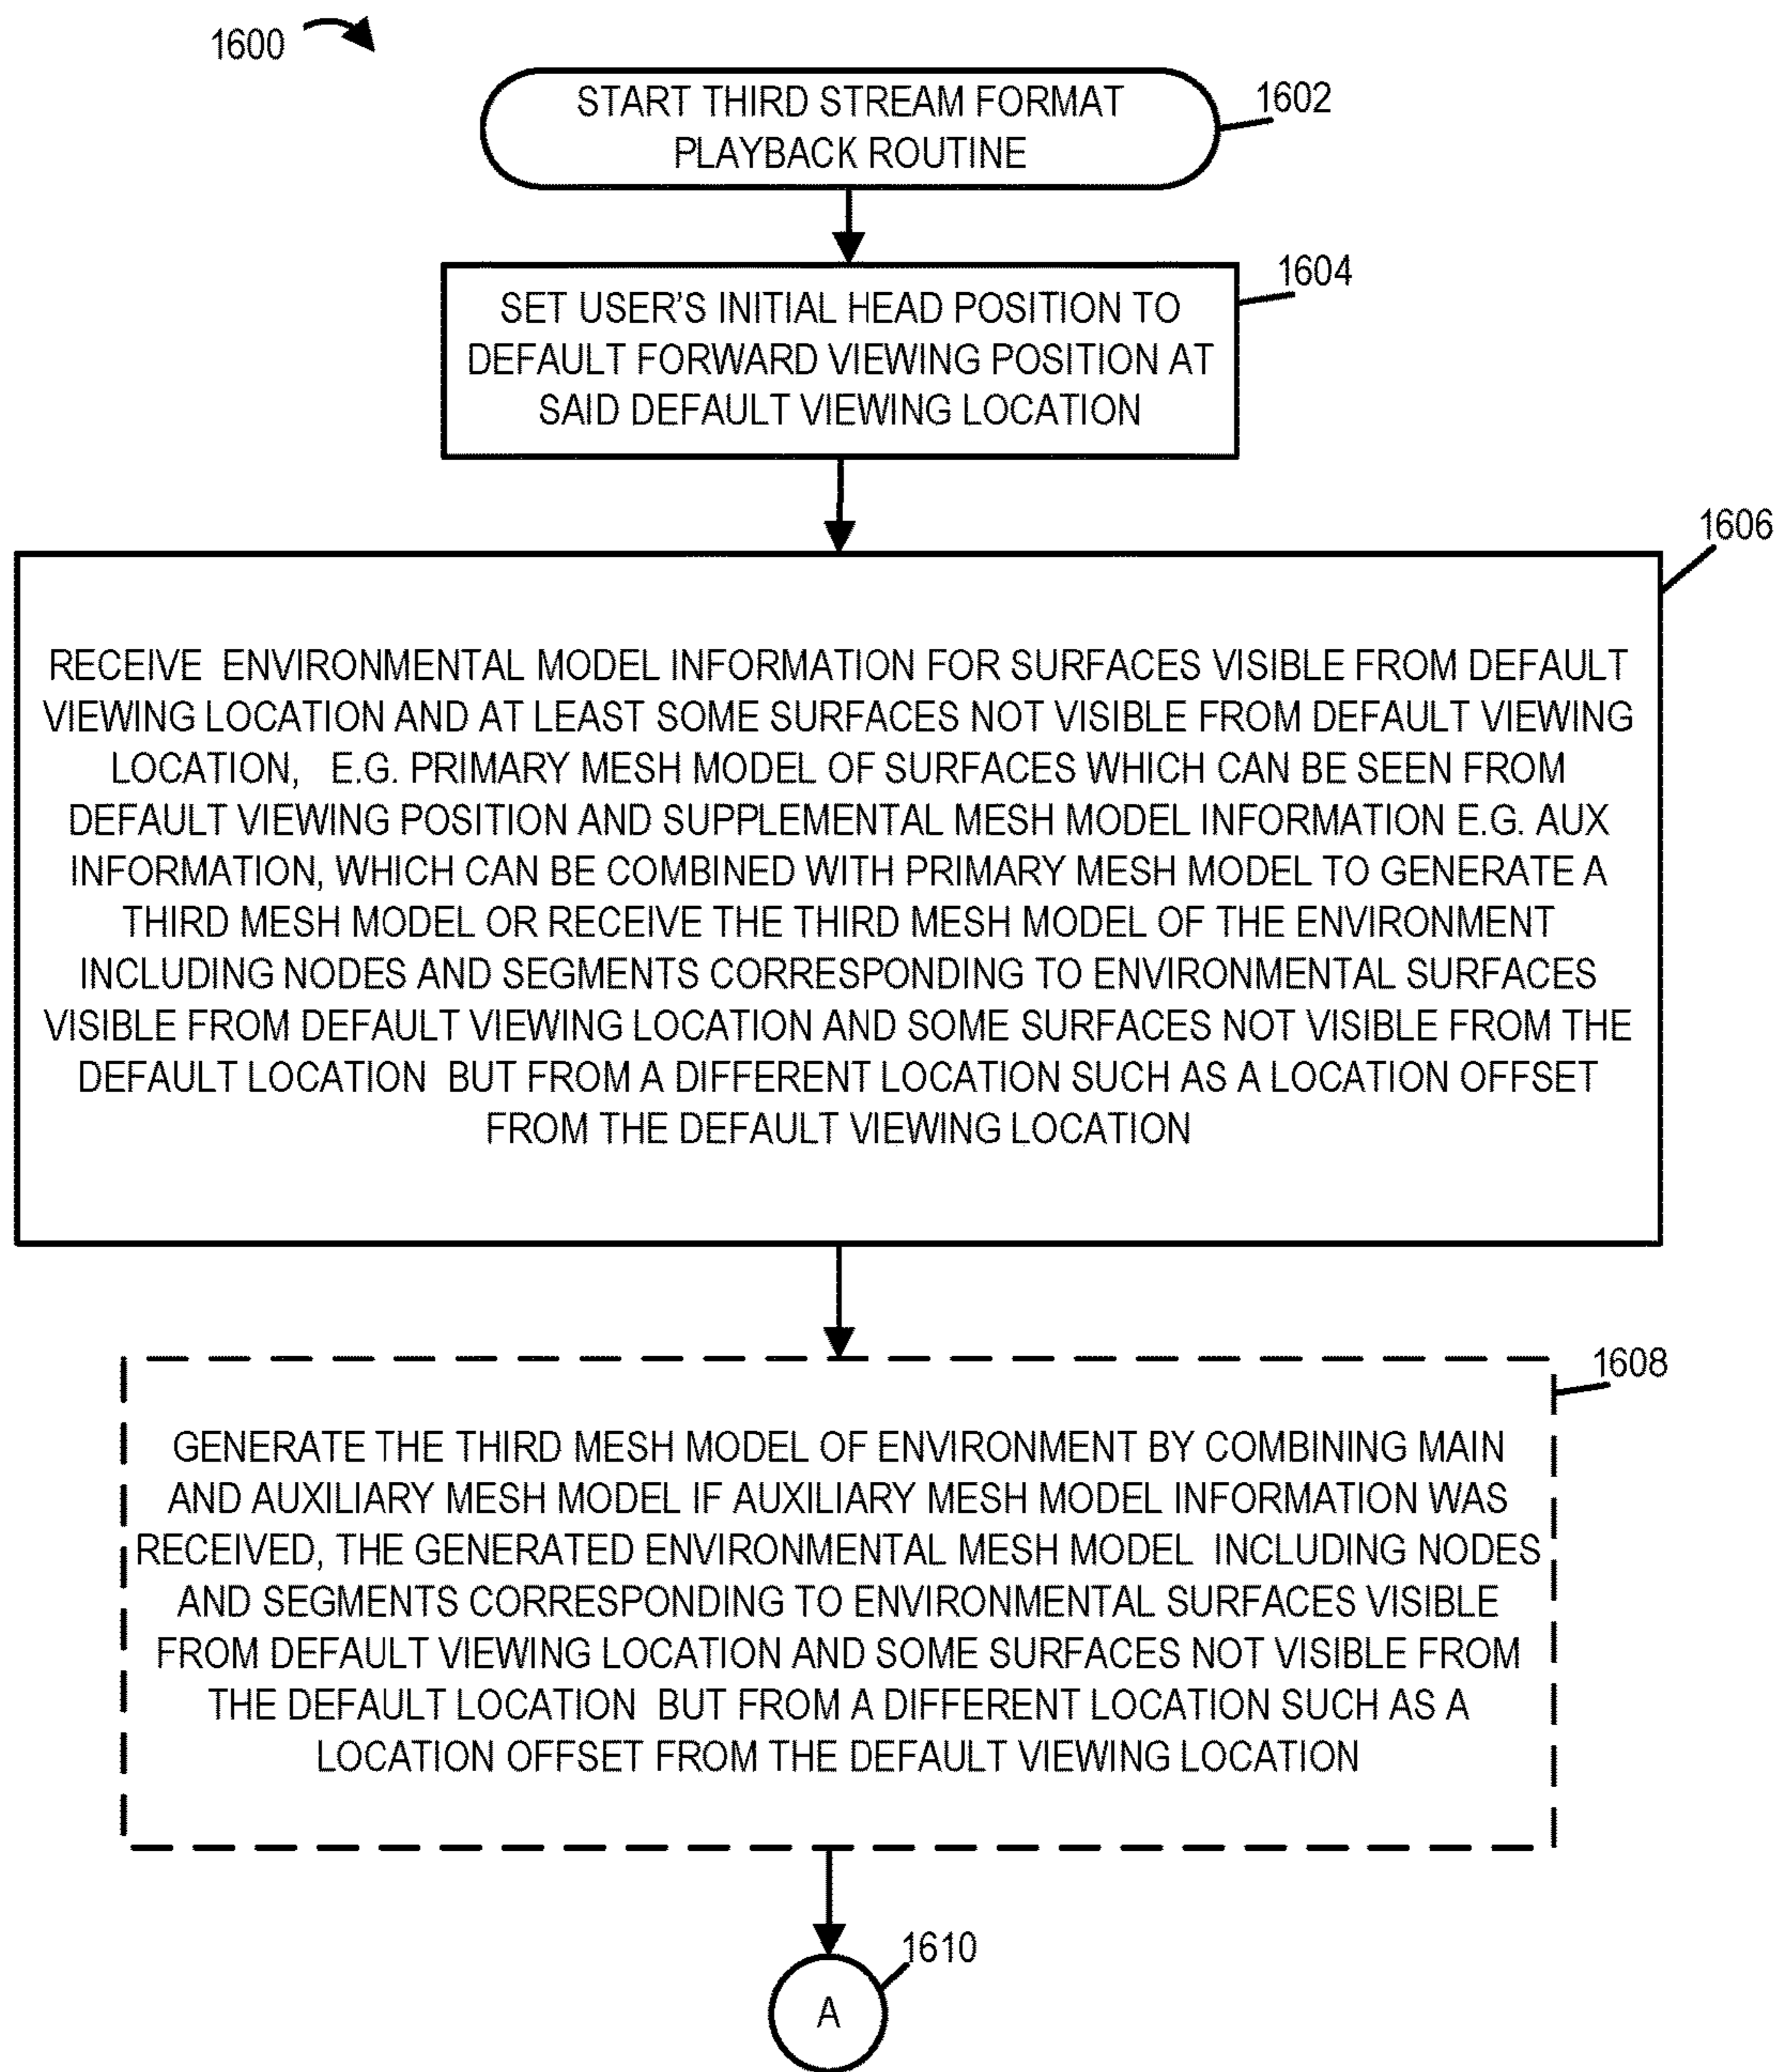 1600
START THIRD STREAM FORMAT
PLAYBACK ROUTINE
1602
SET USER'S INITIAL HEAD POSITION TO
DEFAULT FORWARD VIEWING POSITION AT
SAID DEFAULT VIEWING LOCATION
1604
1606
RECEIVE ENVIRONMENTAL MODEL INFORMATION FOR SURFACES VISIBLE FROM DEFAULT
VIEWING LOCATION AND AT LEAST SOME SURFACES NOT VISIBLE FROM DEFAULT VIEWING
LOCATION, E.G. PRIMARY MESH MODEL OF SURFACES WHICH CAN BE SEEN FROM
DEFAULT VIEWING POSITION AND SUPPLEMENTAL MESH MODEL INFORMATION E.G. AUX
INFORMATION, WHICH CAN BE COMBINED WITH PRIMARY MESH MODEL TO GENERATE A
THIRD MESH MODEL OR RECEIVE THE THIRD MESH MODEL OF THE ENVIRONMENT
INCLUDING NODES AND SEGMENTS CORRESPONDING TO ENVIRONMENTAL SURFACES
VISIBLE FROM DEFAULT VIEWING LOCATION AND SOME SURFACES NOT VISIBLE FROM THE
DEFAULT LOCATION BUT FROM A DIFFERENT LOCATION SUCH AS A LOCATION OFFSET
FROM THE DEFAULT VIEWING LOCATION
1608
GENERATE THE THIRD MESH MODEL OF ENVIRONMENT BY COMBINING MAIN
AND AUXILIARY MESH MODEL IF AUXILIARY MESH MODEL INFORMATION WAS
RECEIVED, THE GENERATED ENVIRONMENTAL MESH MODEL INCLUDING NODES
AND SEGMENTS CORRESPONDING TO ENVIRONMENTAL SURFACES VISIBLE
FROM DEFAULT VIEWING LOCATION AND SOME SURFACES NOT VISIBLE FROM
THE DEFAULT LOCATION BUT FROM A DIFFERENT LOCATION SUCH AS A
LOCATION OFFSET FROM THE DEFAULT VIEWING LOCATION
1610
A